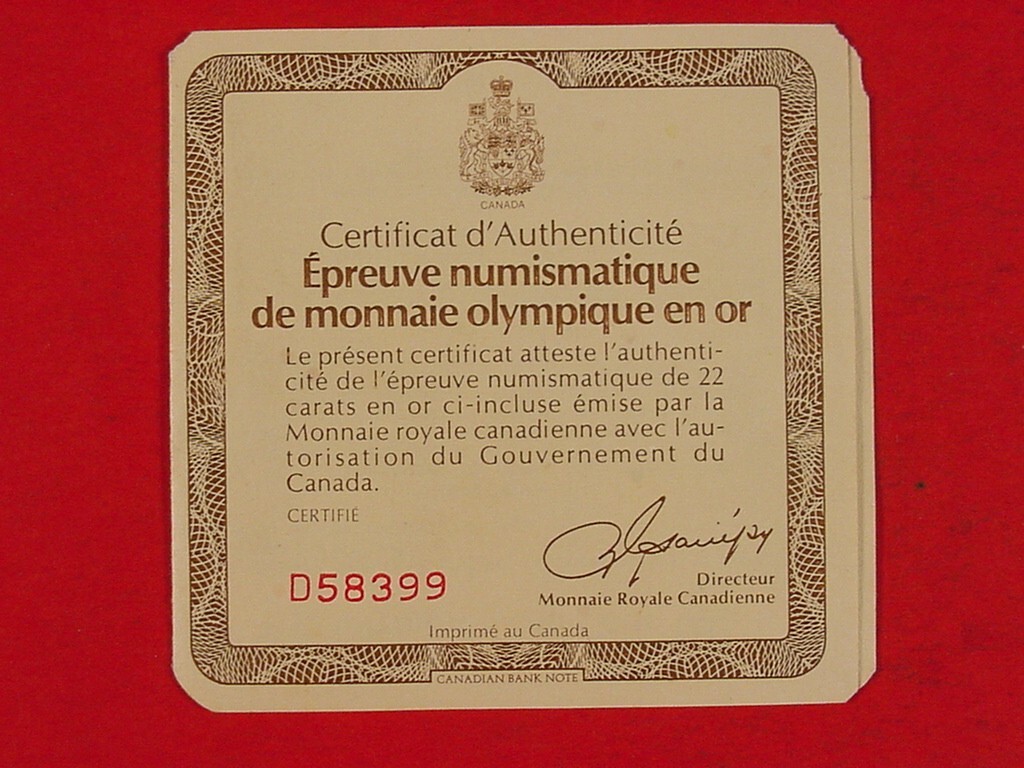 CANADA
Certificat d'Authenticité
Épreuve numismatique
de monnaie olympique en or
Le présent certificat atteste l'authenti-
cité de l'épreuve numismatique de 22
carats en or ci-incluse émise par la
Monnaie royale canadienne avec l'au-
torisation du Gouvernement du
Canada.
CERTIFIÉ
D58399
Directeur
Monnaie Royale Canadienne
Imprimé au Canada
CANADIAN BANK NOTE